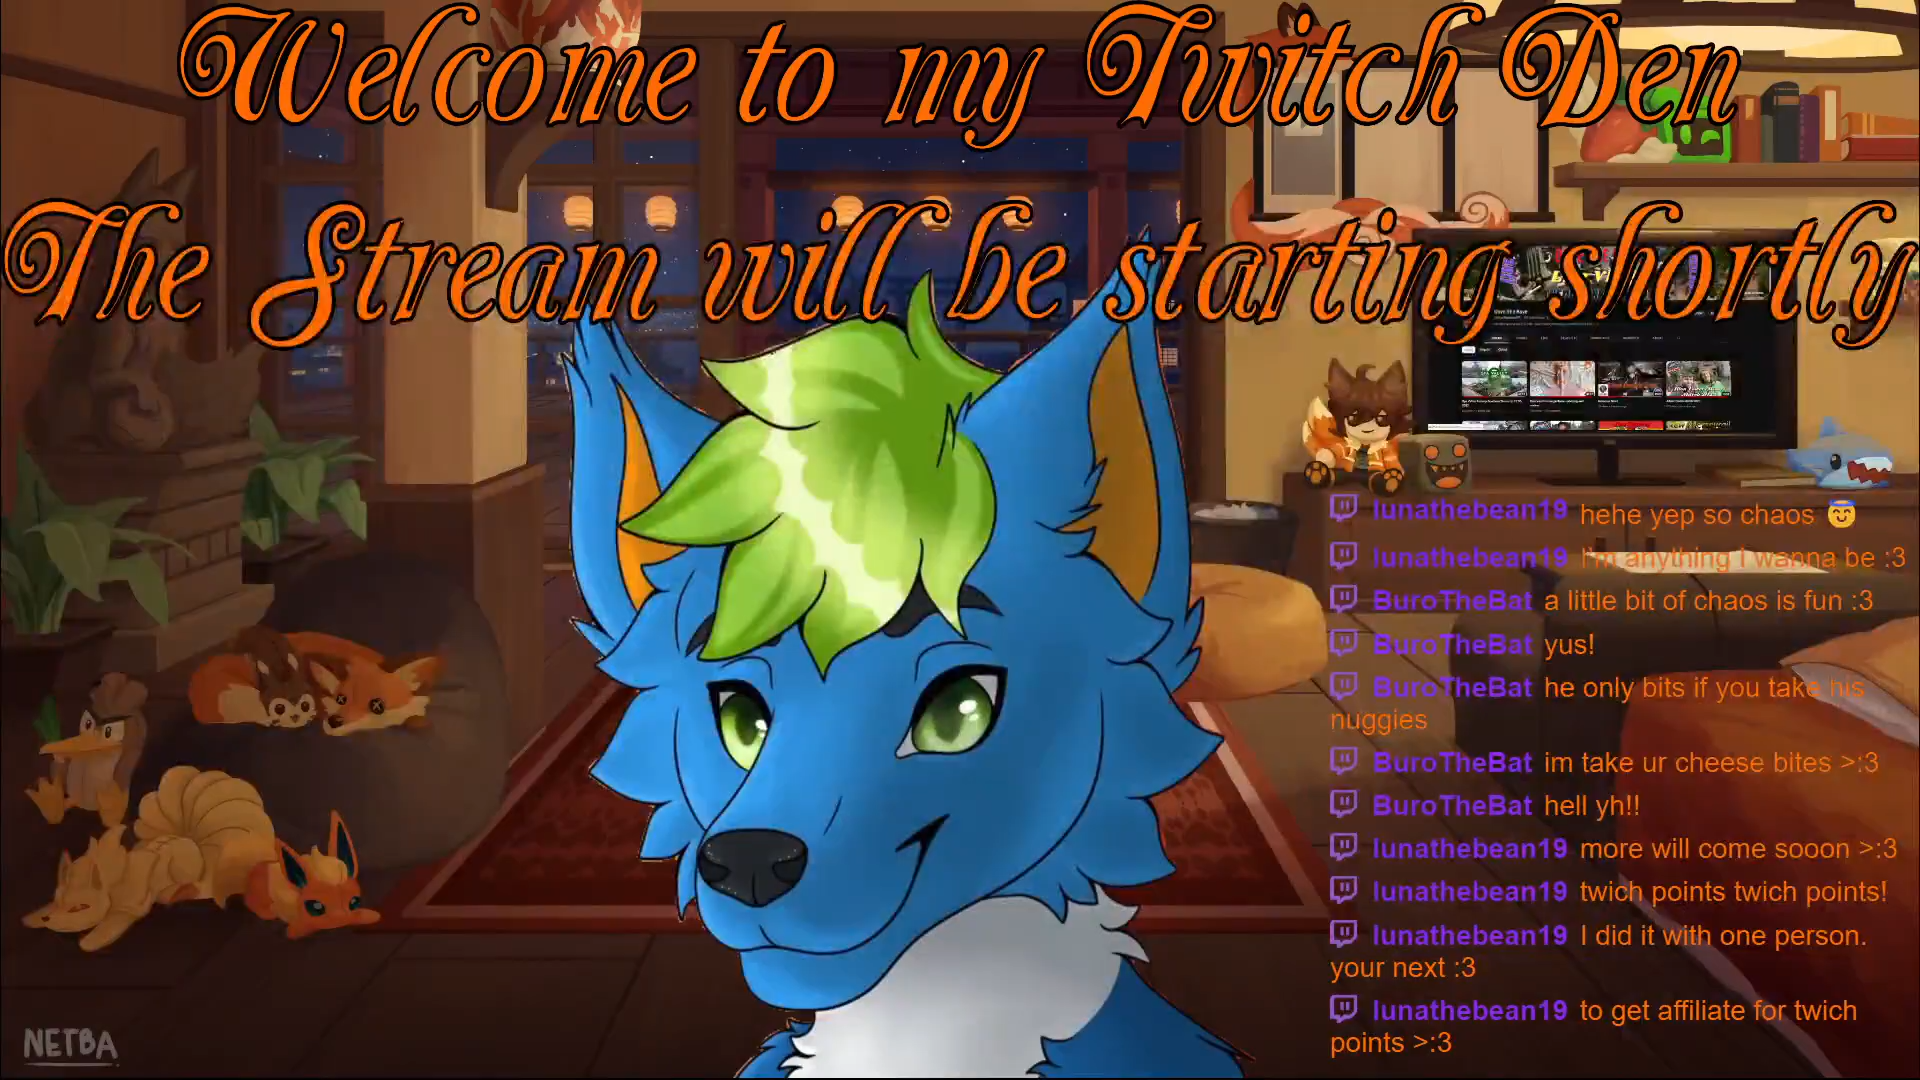 Welcome to my Twitch Den
The Stream will be starting shortly
lunathebean19 hehe yep so chaos 😇
lunathebean19 I'm anything I wanna be :3
BuroTheBat a little bit of chaos is fun :3
BuroTheBat yus!
BuroTheBat he only bits if you take his
nuggies
BuroTheBat im take ur cheese bites >:3
BuroTheBat hell yh!!
lunathebean19 more will come sooon >:3
lunathebean19 twich points twich points!
lunathebean19 I did it with one person.
your next :3
lunathebean19 to get affiliate for twich
points >:3
NETBA